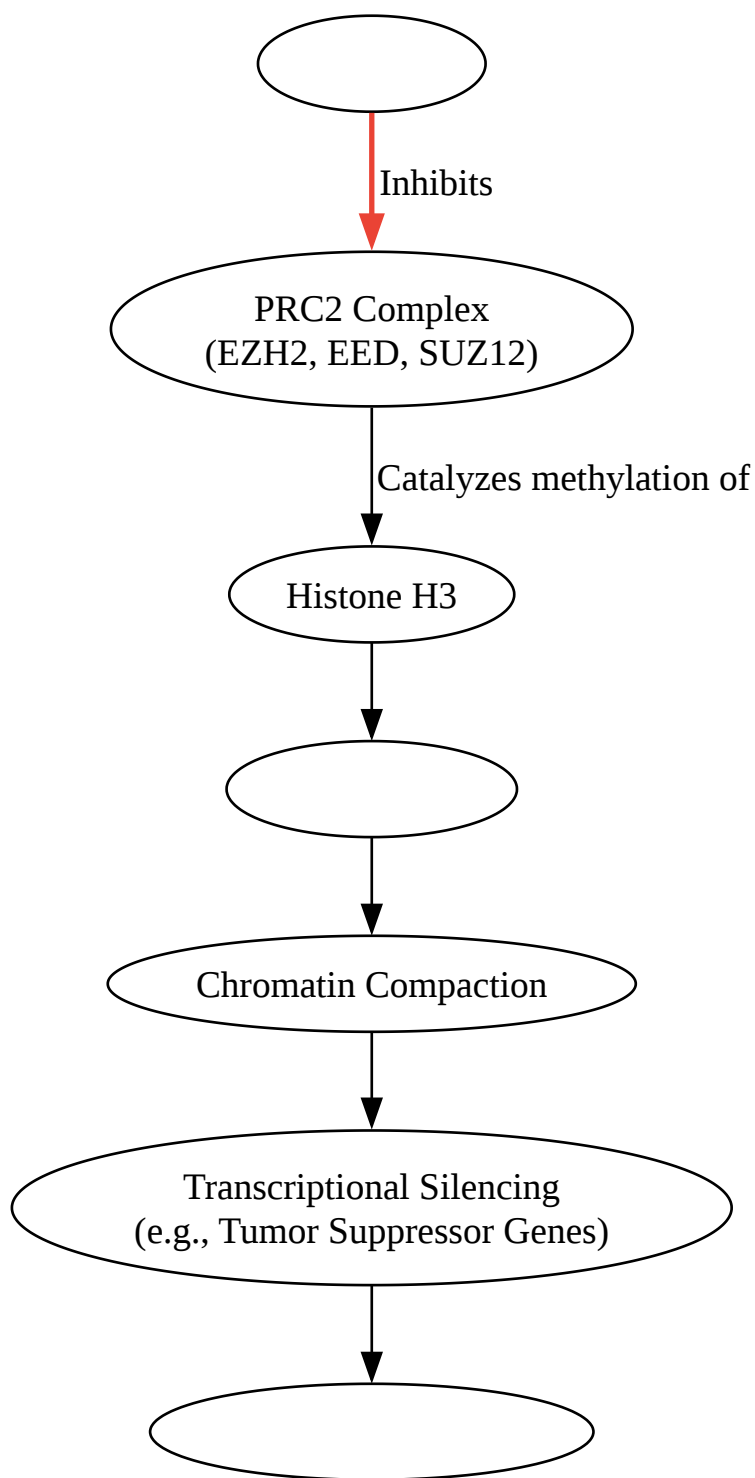 Inhibits
PRC2 Complex
(EZH2, EED, SUZ12)
Catalyzes methylation of
Histone H3
Chromatin Compaction
Transcriptional Silencing
(e.g., Tumor Suppressor Genes)